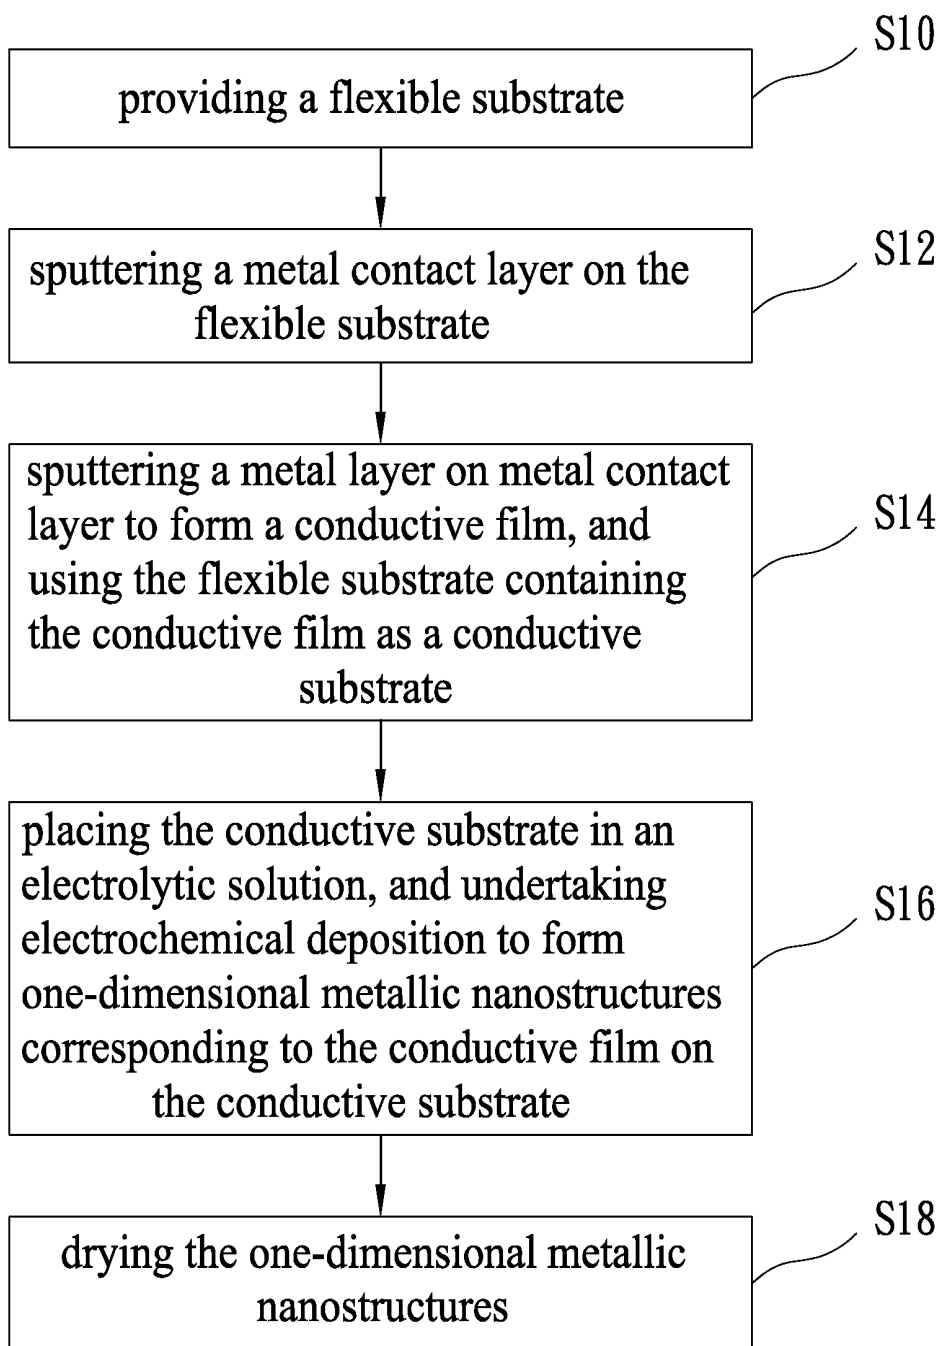 S10
providing a flexible substrate
S12
sputtering a metal contact layer on the
flexible substrate
S14
sputtering a metal layer on metal contact
layer to form a conductive film, and
using the flexible substrate containing
the conductive film as a conductive
substrate
S16
placing the conductive substrate in an
electrolytic solution, and undertaking
electrochemical deposition to form
one-dimensional metallic nanostructures
corresponding to the conductive film on
the conductive substrate
S18
drying the one-dimensional metallic
nanostructures